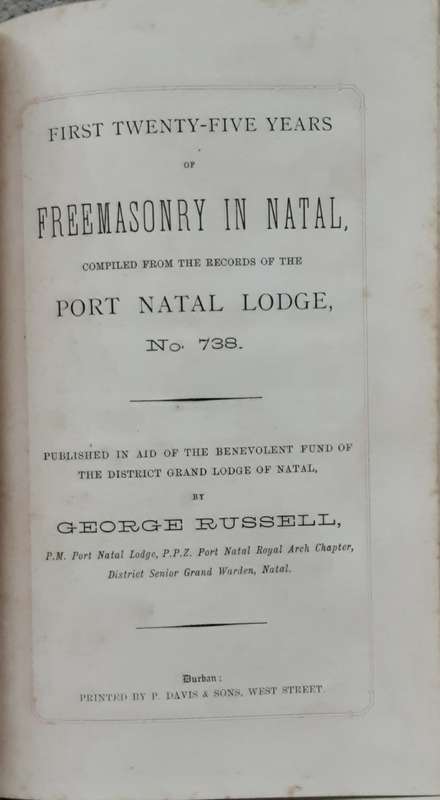 FIRST TWENTY-FIVE YEARS
OF
FREEMASONRY IN NATAL,
COMPILED FROM THE RECORDS OF THE
PORT NATAL LODGE,
No. 738.
PUBLISHED IN AID OF THE BENEVOLENT FUND OF
THE DISTRICT GRAND LODGE OF NATAL,
BY
GEORGE RUSSELL,
P.M. Port Natal Lodge, P.P.Z. Port Natal Royal Arch Chapter,
District Senior Grand Warden, Natal.
Durban:
PRINTED BY P. DAVIS & SONS, WEST STREET.